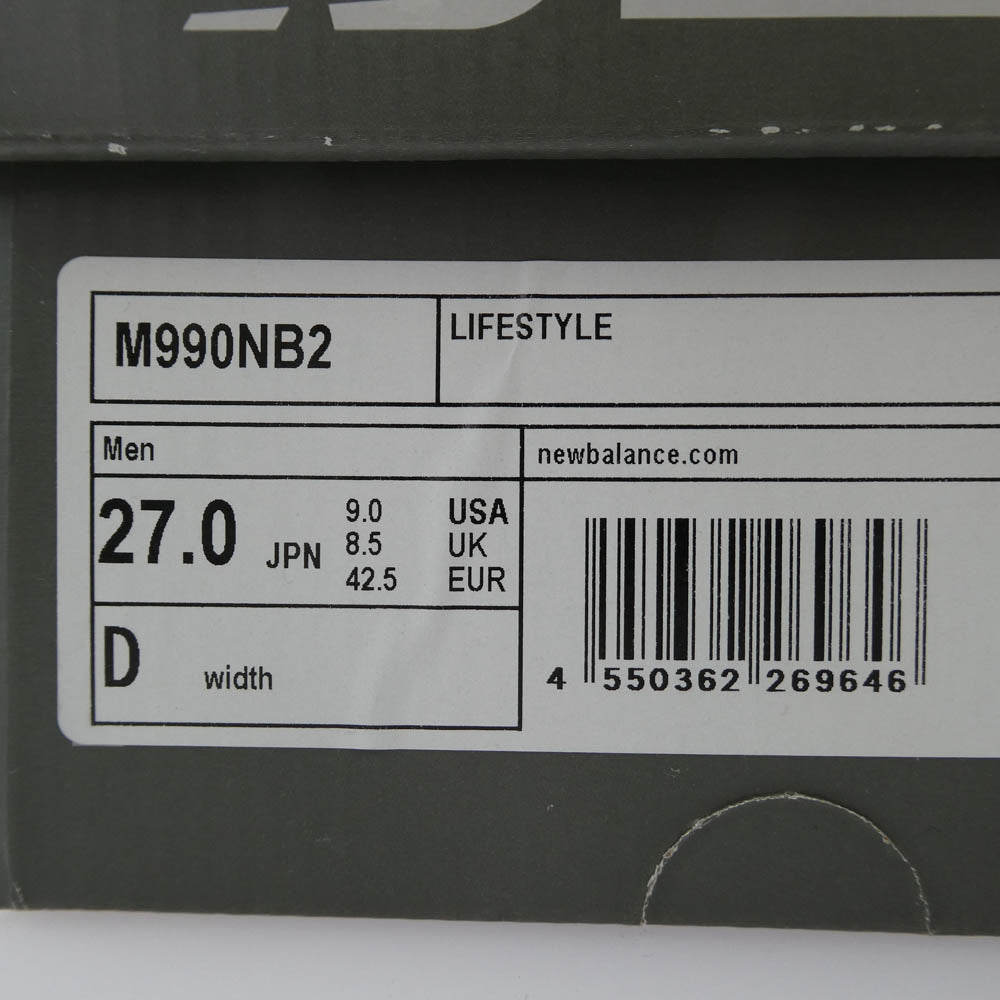 M990NB2
LIFESTYLE
Men
newbalance.com
27.0 JPN
9.0 USA
8.5 UK
42.5 EUR
D width
4 550362 269646